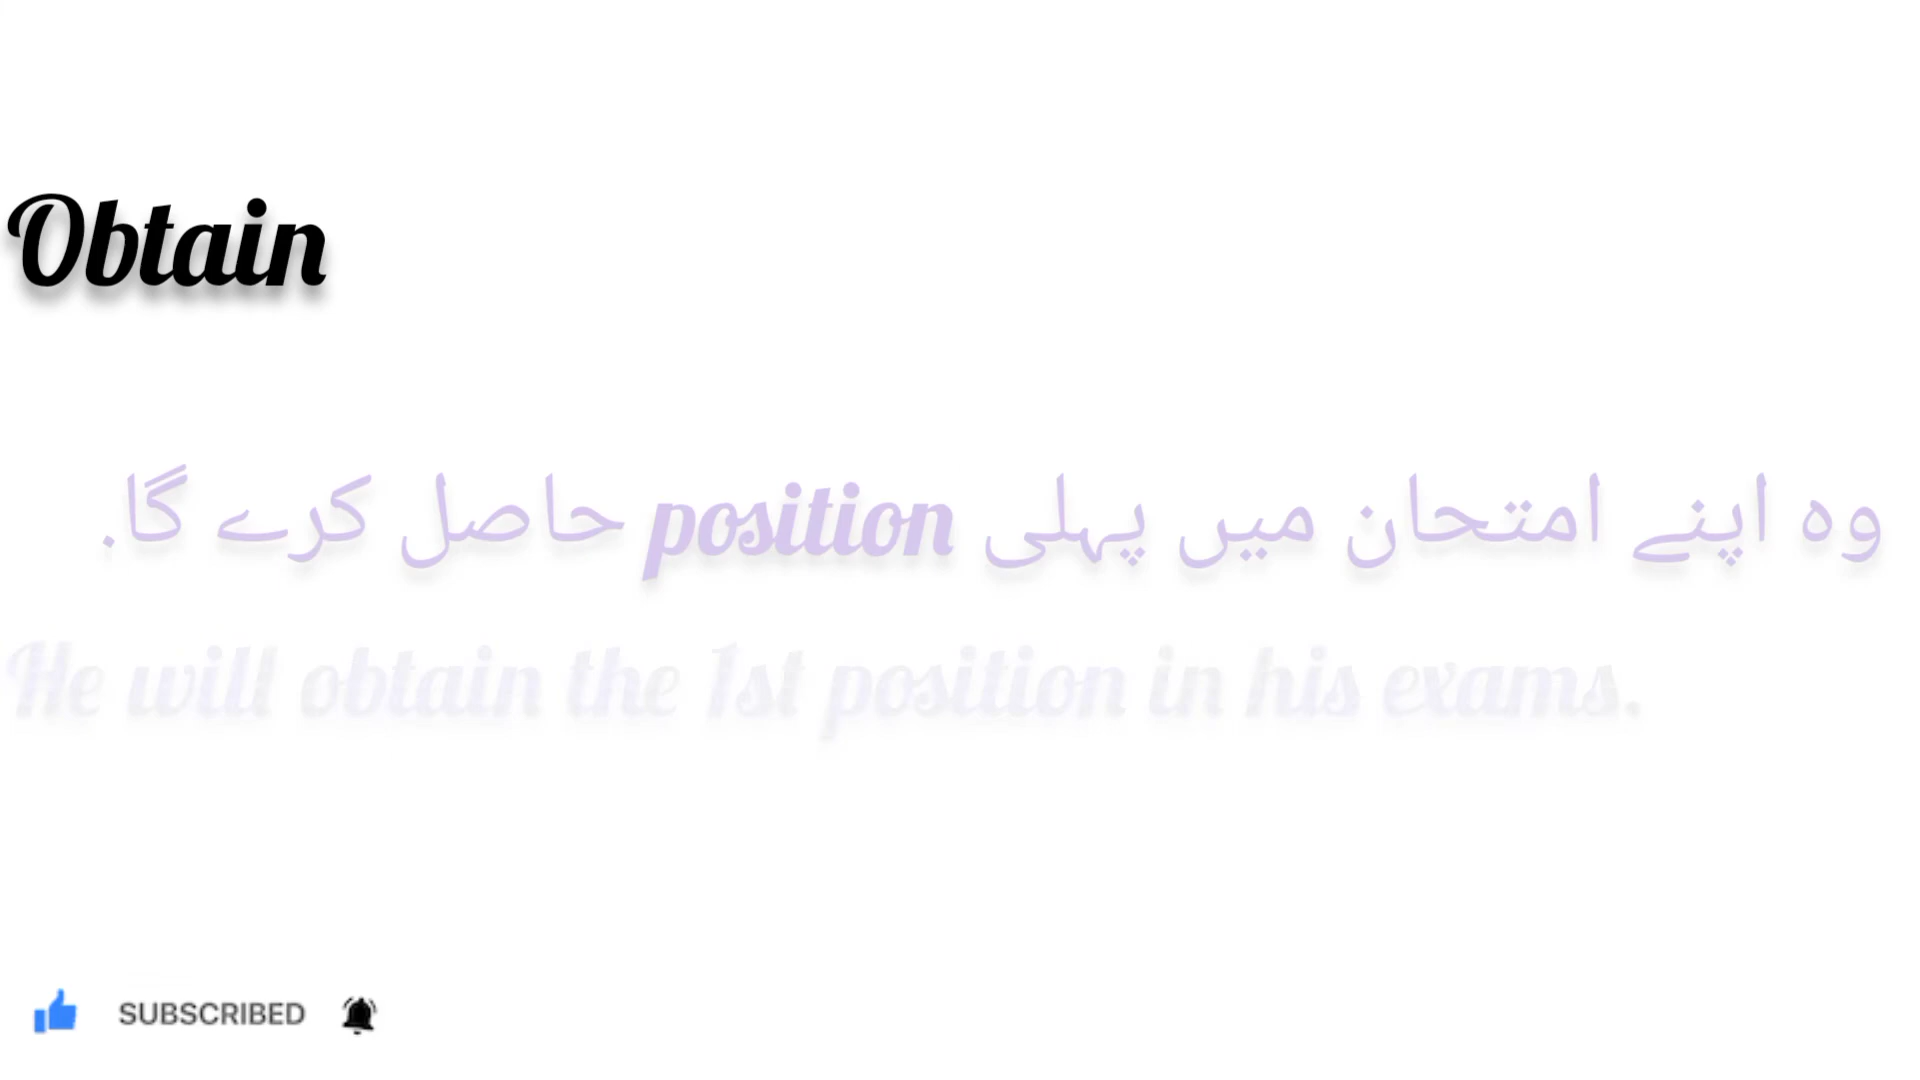 Obtain
وہ اپنے امتحان میں پہلی position حاصل کرے گا.
He will obtain the 1st position in his exams.
SUBSCRIBED